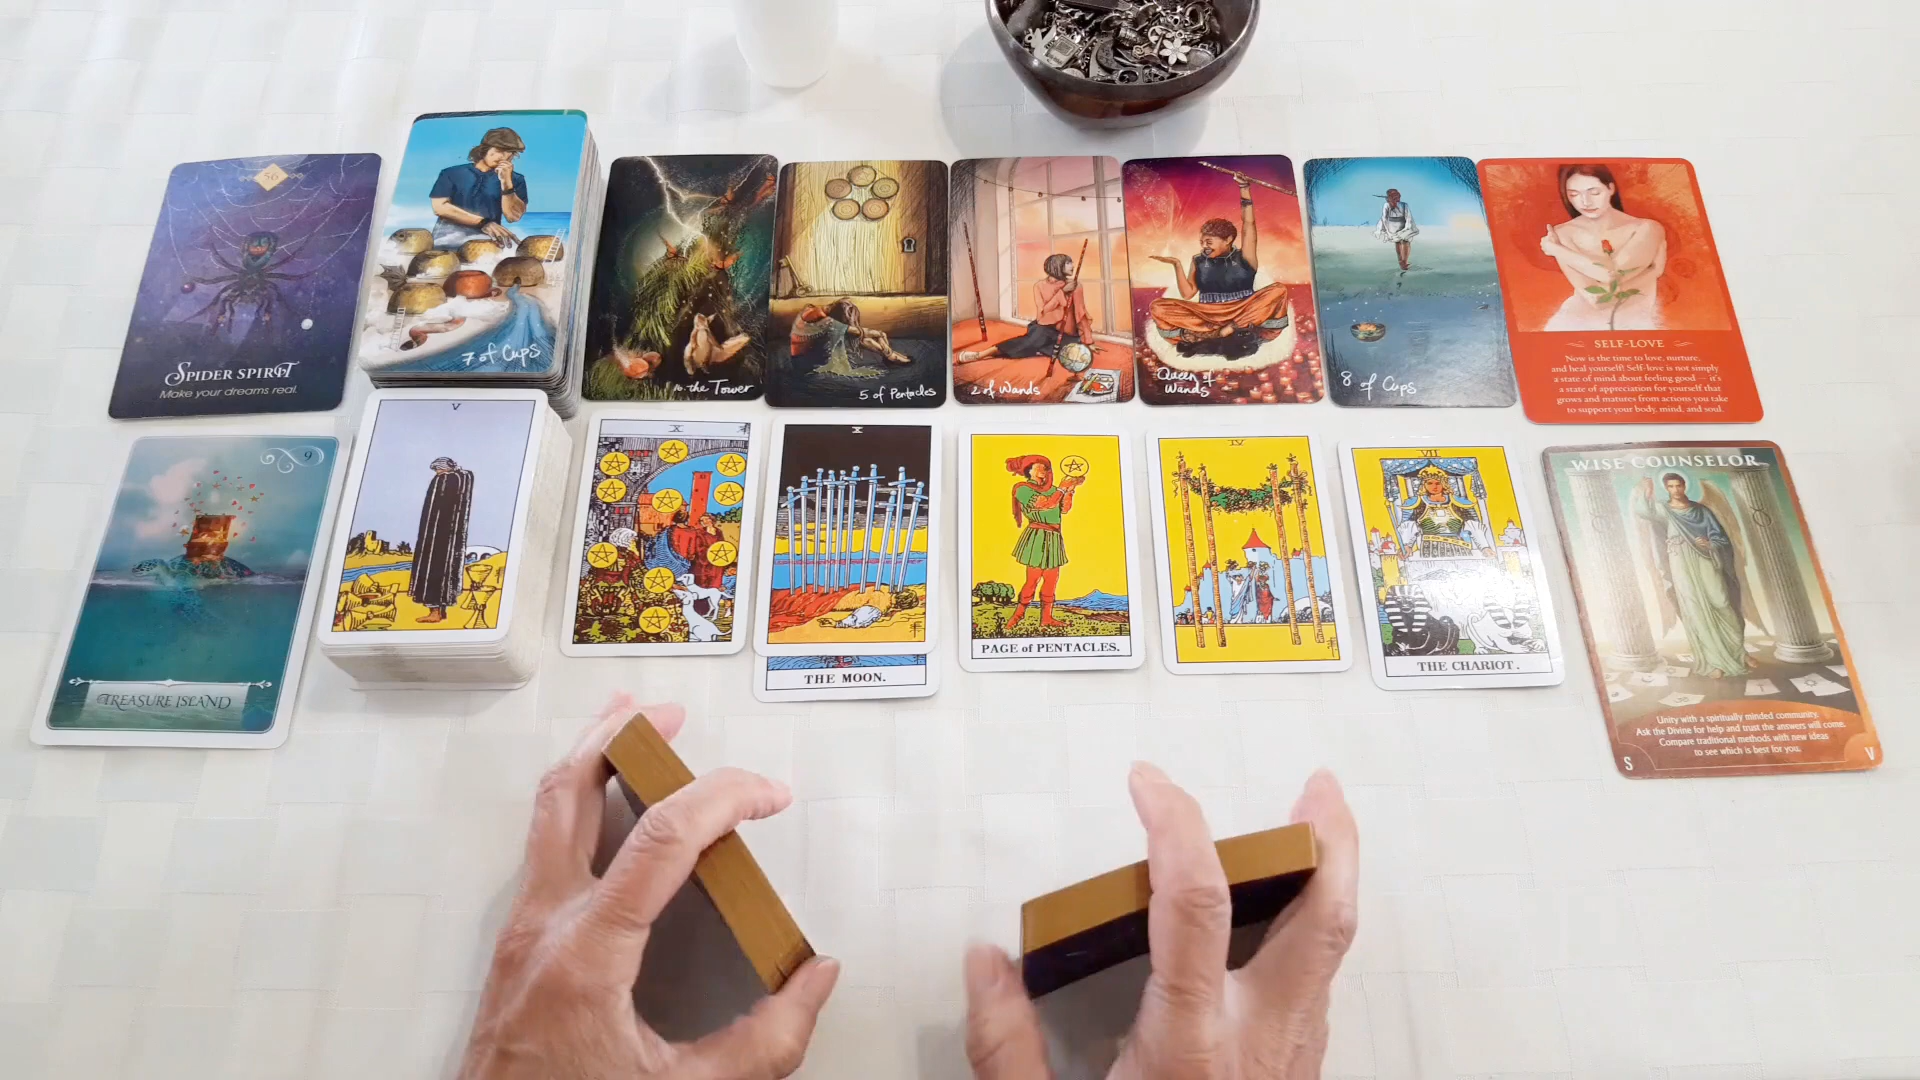 56
SPIDER SPIRIT
Make your dreams real.
7 of Cups
16. the Tower
5 of Pentacles
2 of Wands
Queen of
Wands
8 of Cups
SELF-LOVE
Now is the time to love, nurture,
and heal yourself! Self-love is not simply
a state of mind about feeling good — it's
a state of appreciation for yourself that
grows and matures from actions you take
to support your body, mind, and soul.
9
TREASURE ISLAND
V
X
X
THE MOON.
PAGE of PENTACLES.
IV
VII
THE CHARIOT.
WISE COUNSELOR
Unity with a spiritually minded community.
Ask the Divine for help and trust the answers will come.
Compare traditional methods with new ideas
to see which is best for you.
S
V